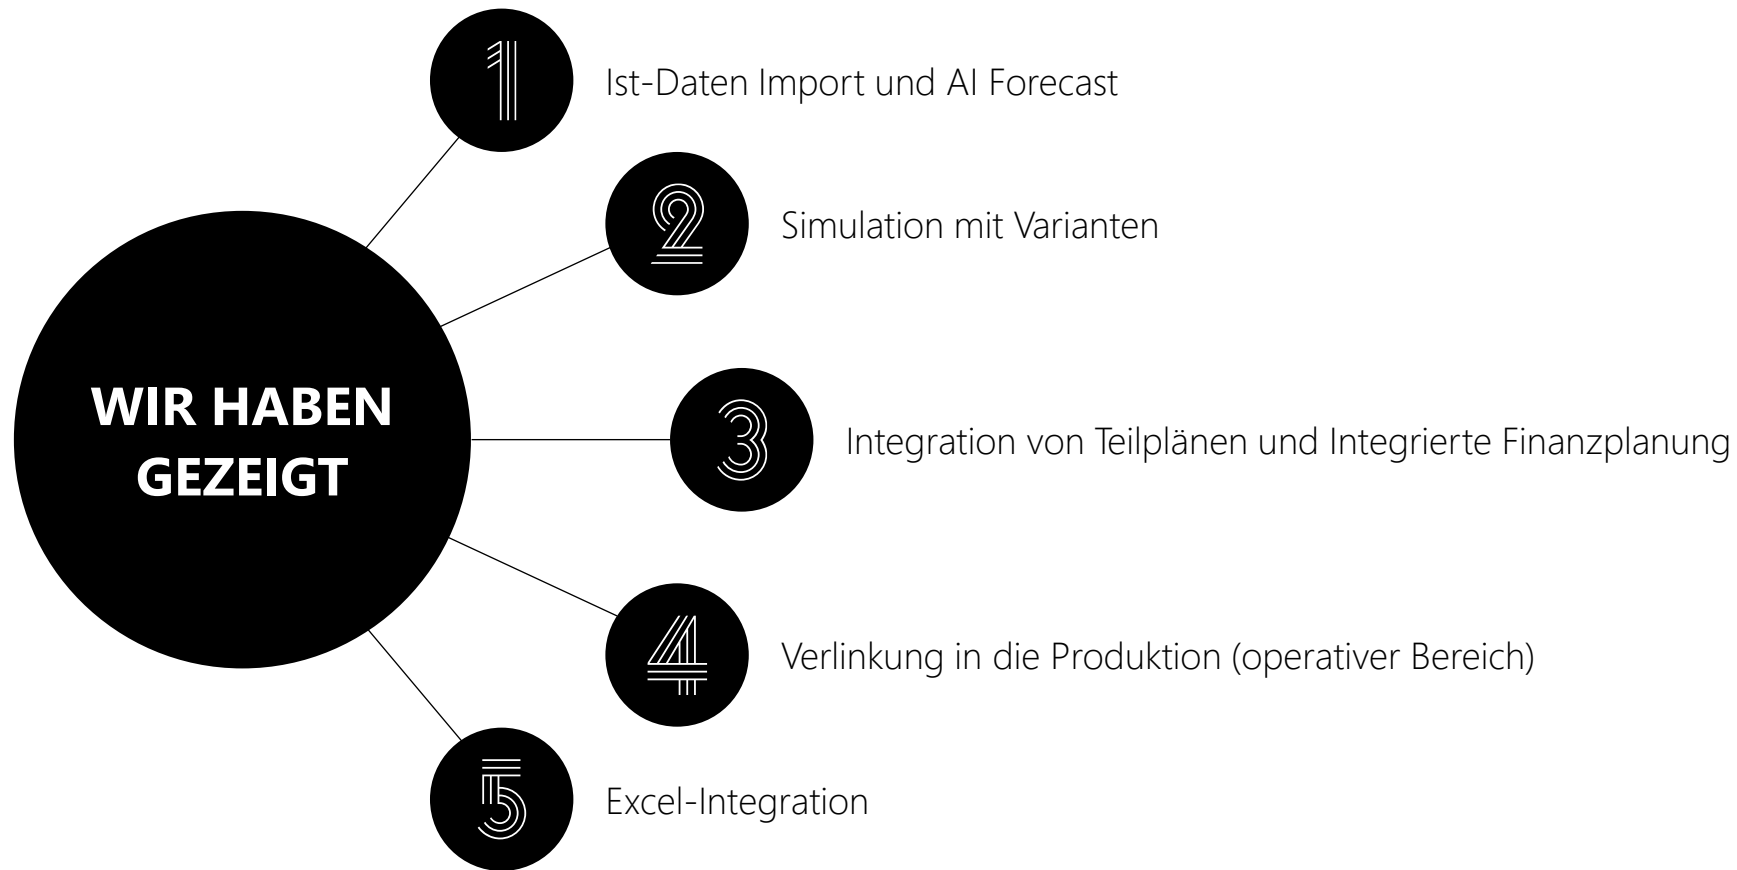 WIR HABEN
GEZEIGT
1
Ist-Daten Import und AI Forecast
2
Simulation mit Varianten
3
Integration von Teilplänen und Integrierte Finanzplanung
4
Verlinkung in die Produktion (operativer Bereich)
5
Excel-Integration